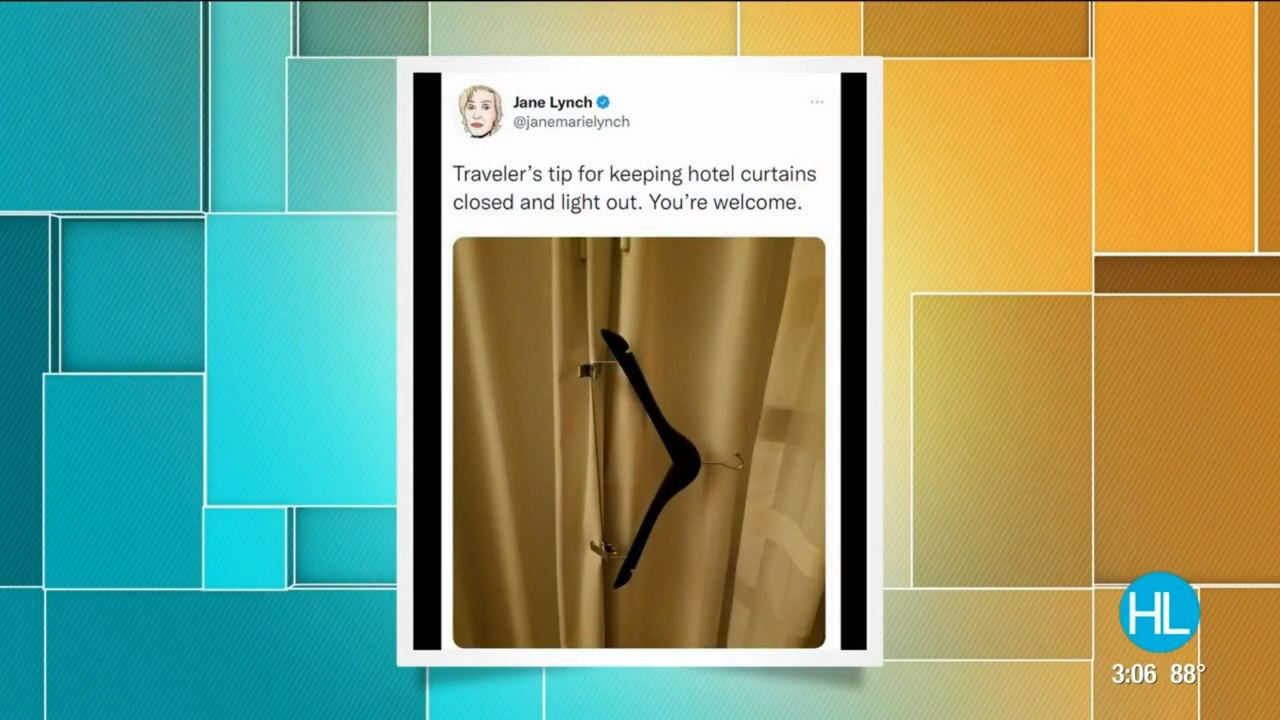 Jane Lynch
@janemarielynch
Traveler’s tip for keeping hotel curtains
closed and light out. You’re welcome.
HL
3:06 88°